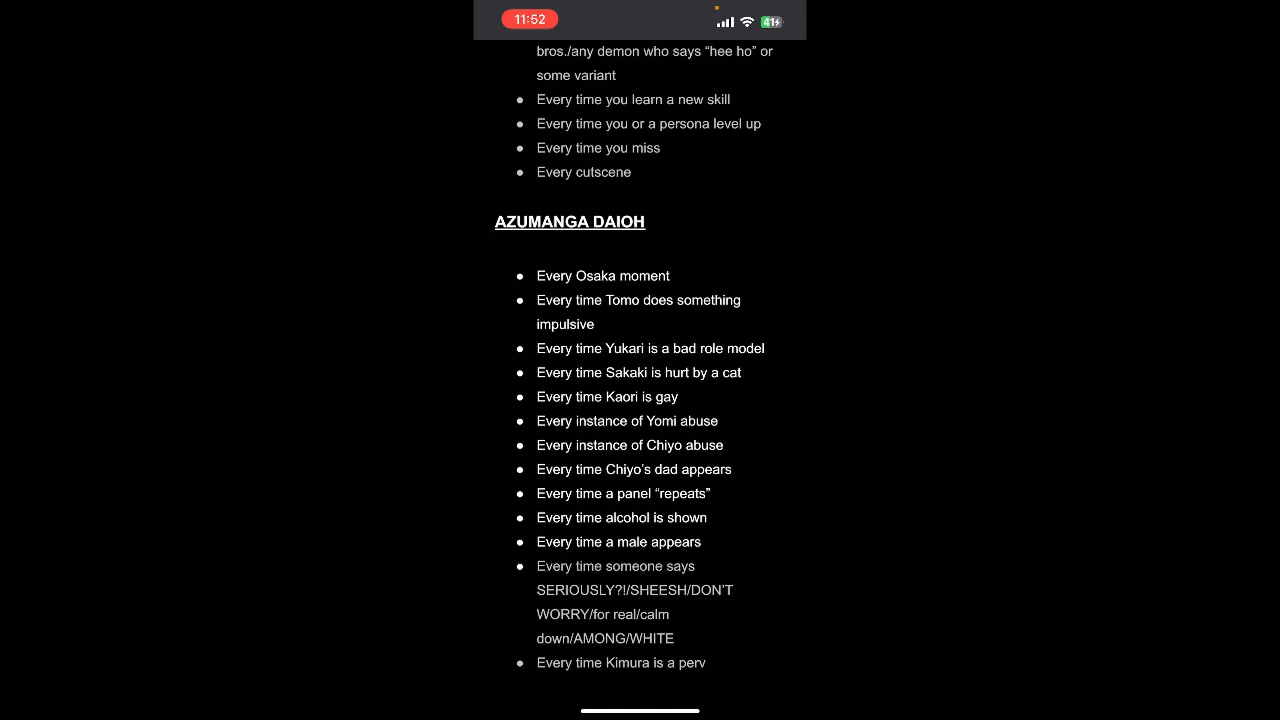 11:52
41
bros./any demon who says “hee ho” or
some variant
● Every time you learn a new skill
● Every time you or a persona level up
● Every time you miss
● Every cutscene
AZUMANGA DAIOH
● Every Osaka moment
● Every time Tomo does something
impulsive
● Every time Yukari is a bad role model
● Every time Sakaki is hurt by a cat
● Every time Kaori is gay
● Every instance of Yomi abuse
● Every instance of Chiyo abuse
● Every time Chiyo’s dad appears
● Every time a panel “repeats”
● Every time alcohol is shown
● Every time a male appears
● Every time someone says
SERIOUSLY?!/SHEESH/DON’T
WORRY/for real/calm
down/AMONG/WHITE
● Every time Kimura is a perv